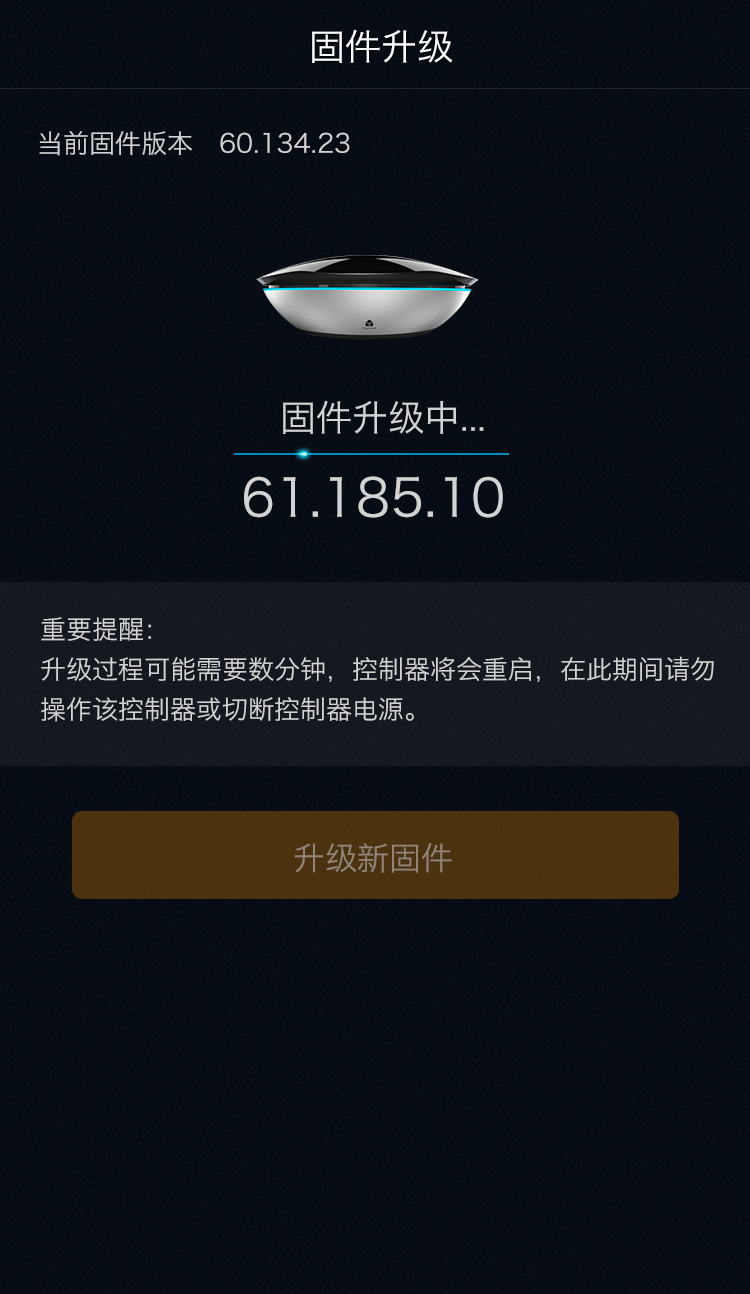 固件升级
当前固件版本 60.134.23
固件升级中...
61.185.10
重要提醒:
升级过程可能需要数分钟，控制器将会重启，在此期间请勿
操作该控制器或切断控制器电源。
升级新固件